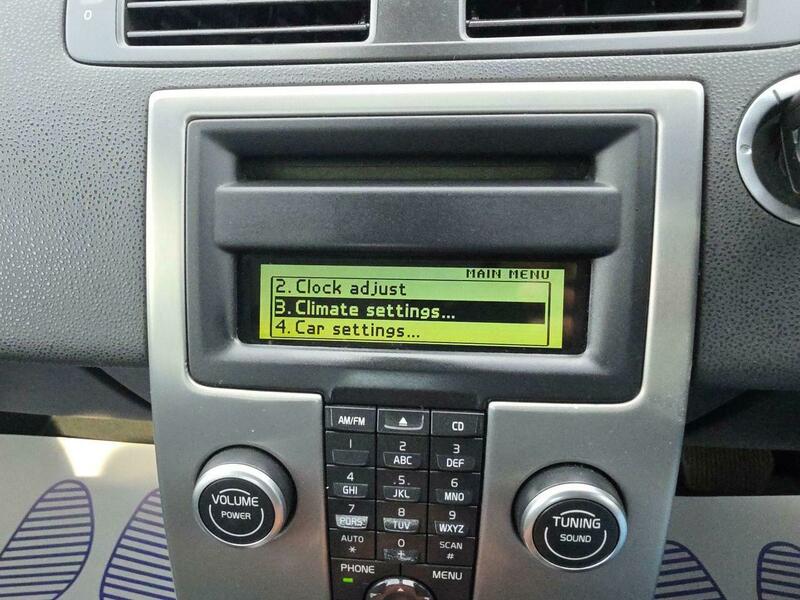 0
MAIN MENU
2. Clock adjust
3. Climate settings...
4. Car settings...
AM/FM CD
1 2 ABC 3 DEF
4 GHI .5. JKL 6 MNO
7 PQRS 8 TUV 9 WXYZ
AUTO * 0 + SCAN #
PHONE MENU
VOLUME
POWER
TUNING
SOUND